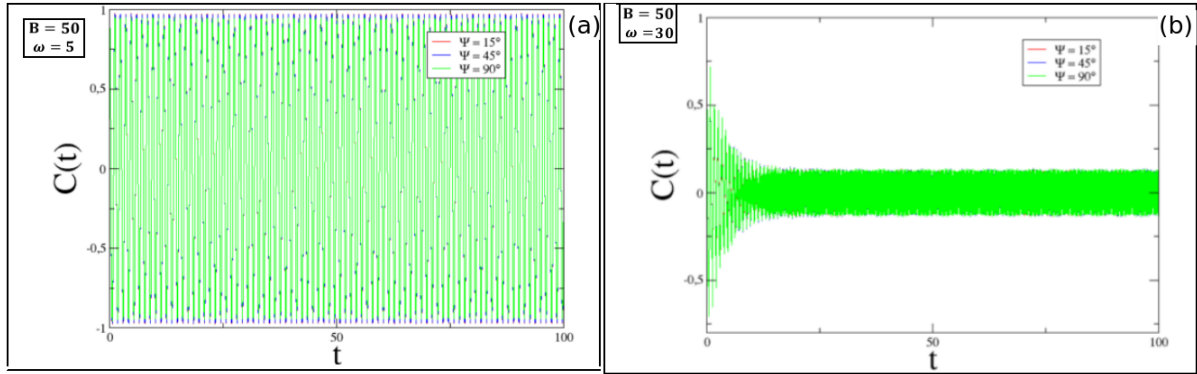 B = 50
ω = 5
(a)
1
0,5
0
-0,5
-1
C(t)
Ψ = 15°
Ψ = 45°
Ψ = 90°
0
50
100
t
B = 50
ω = 30
(b)
1
0,5
0
-0,5
C(t)
Ψ = 15°
Ψ = 45°
Ψ = 90°
0
50
100
t